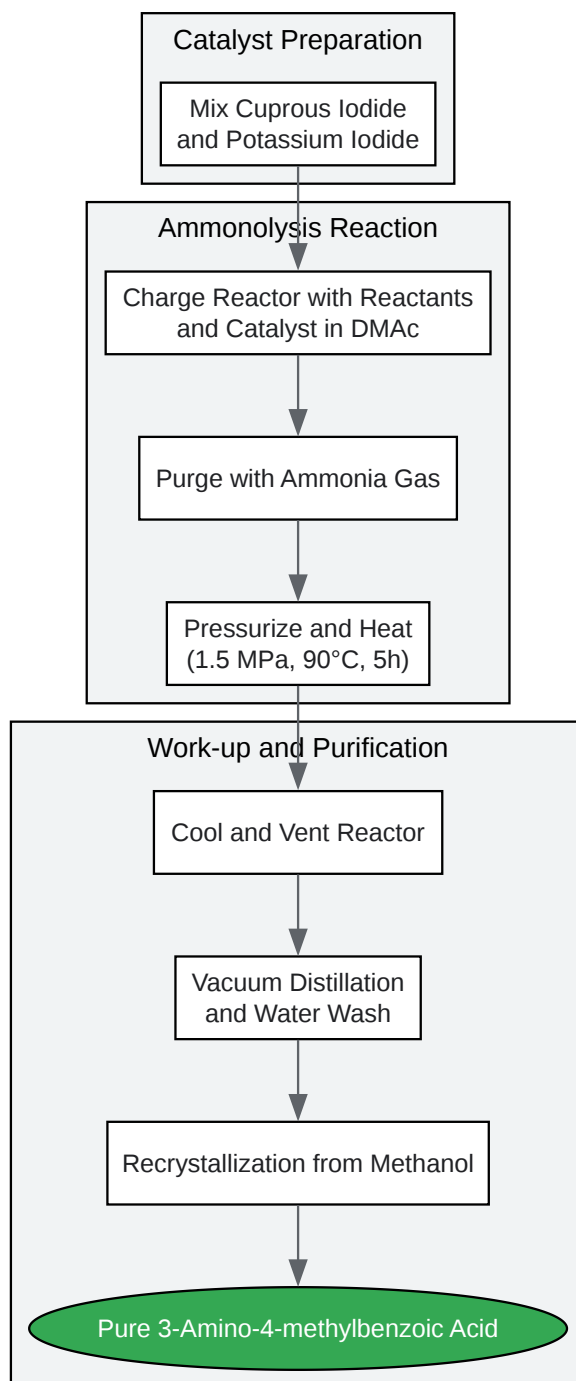 Catalyst Preparation
Mix Cuprous Iodide
and Potassium Iodide
Ammonolysis Reaction
Charge Reactor with Reactants
and Catalyst in DMAc
Purge with Ammonia Gas
Pressurize and Heat
(1.5 MPa, 90°C, 5h)
Work-up and Purification
Cool and Vent Reactor
Vacuum Distillation
and Water Wash
Recrystallization from Methanol
Pure 3-Amino-4-methylbenzoic Acid